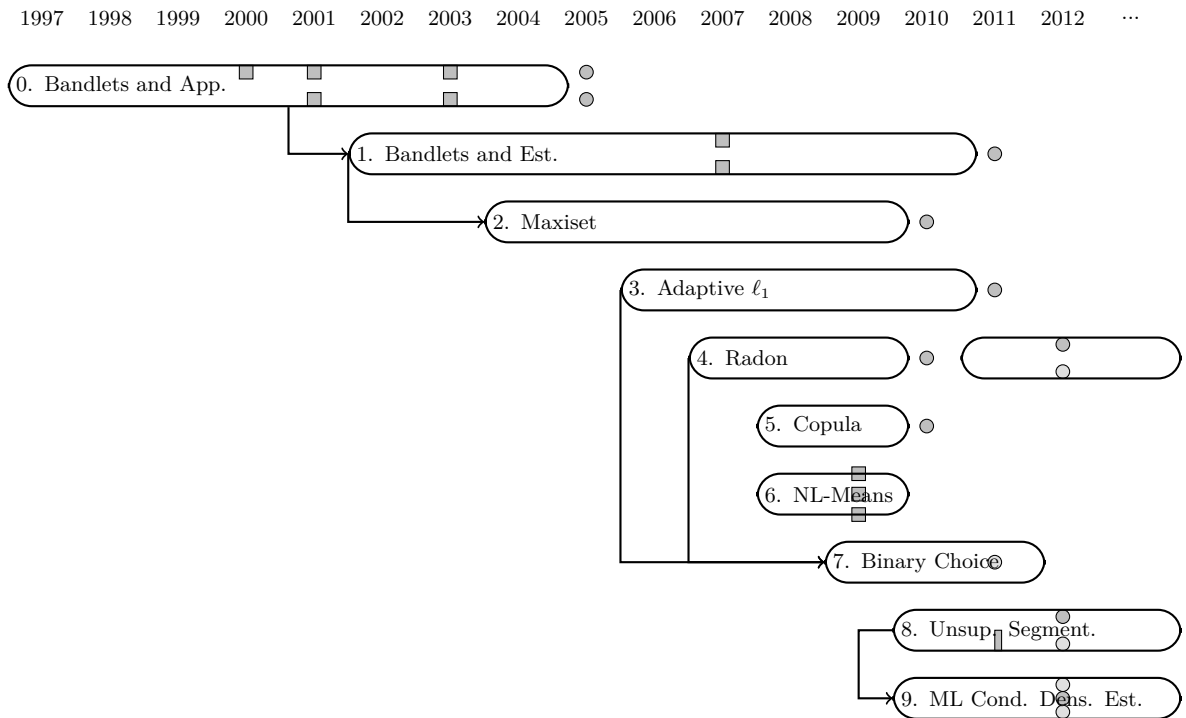 1997 1998 1999 2000 2001 2002 2003 2004 2005 2006 2007 2008 2009 2010 2011 2012 ...
0. Bandlets and App.
1. Bandlets and Est.
2. Maxiset
3. Adaptive ℓ₁
4. Radon
5. Copula
6. NL-Means
7. Binary Choice
8. Unsup. Segment.
9. ML Cond. Dens. Est.